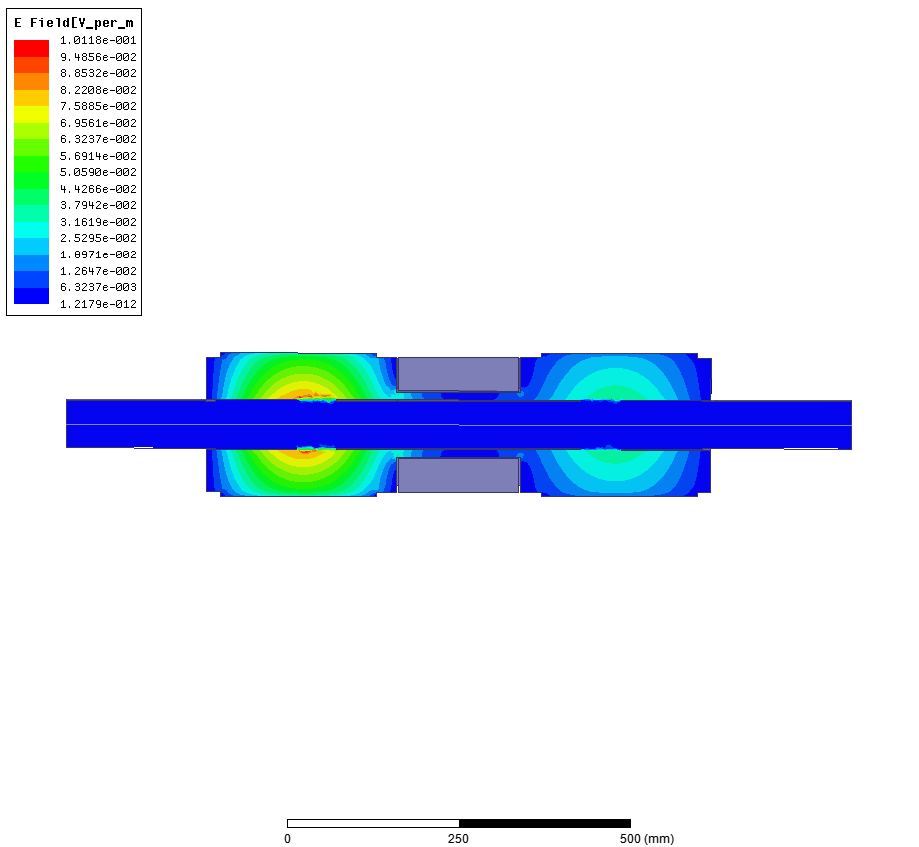 E Field[V_per_m
1.0118e-001
9.4856e-002
8.8532e-002
8.2208e-002
7.5885e-002
6.9561e-002
6.3237e-002
5.6914e-002
5.0590e-002
4.4266e-002
3.7942e-002
3.1619e-002
2.5295e-002
1.8971e-002
1.2647e-002
6.3237e-003
1.2179e-012
0
250
500 (mm)